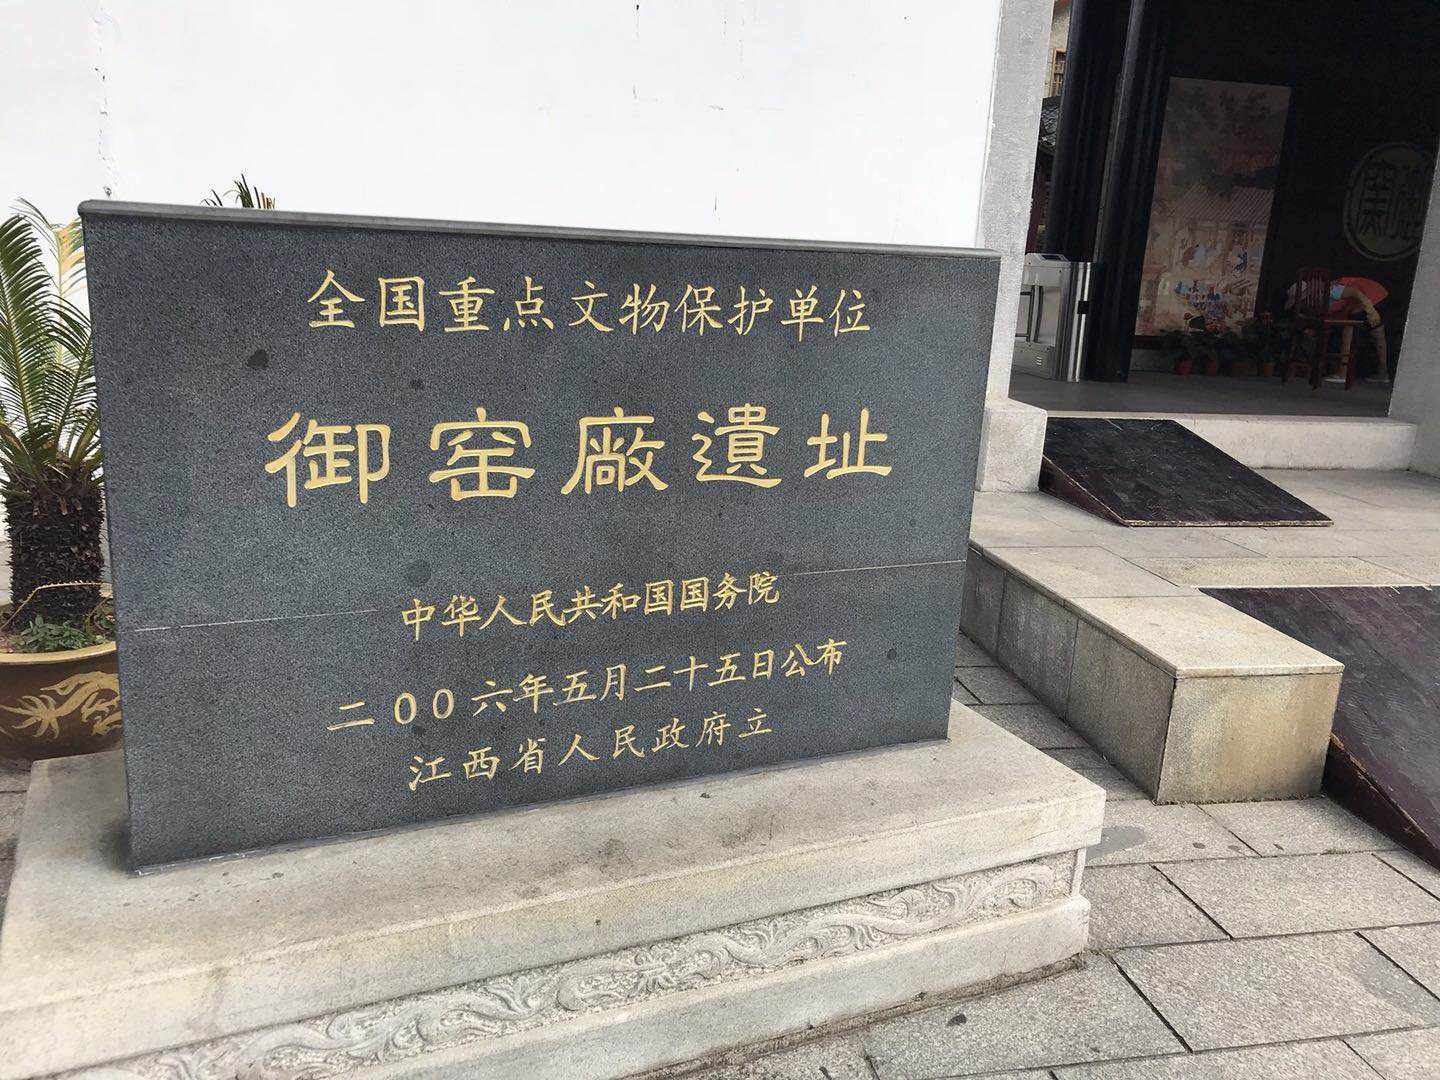 全国重点文物保护单位
御窑廠遺址
中华人民共和国国务院
二00六年五月二十五日公布
江西省人民政府立